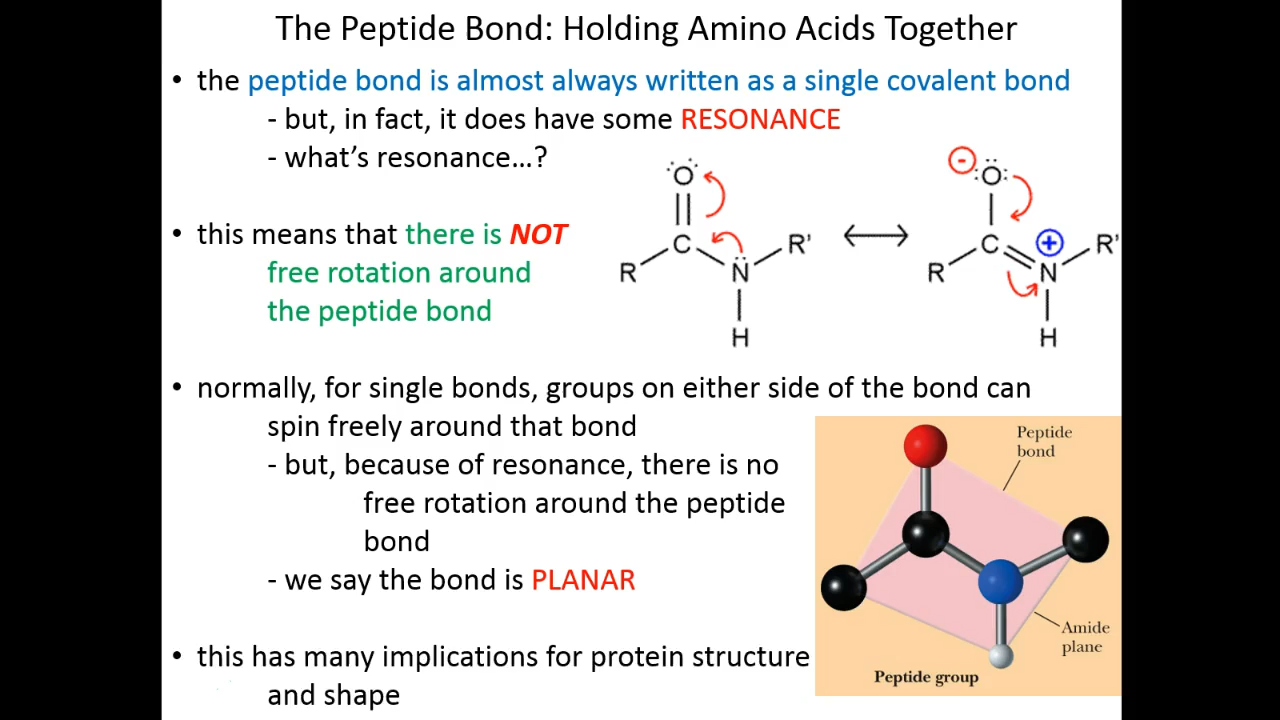 The Peptide Bond: Holding Amino Acids Together
• the peptide bond is almost always written as a single covalent bond
- but, in fact, it does have some RESONANCE
- what's resonance...?
• this means that there is NOT
free rotation around
the peptide bond
O
C
R
N
R'
H
-
O
C
+
R
N
R'
H
• normally, for single bonds, groups on either side of the bond can
spin freely around that bond
- but, because of resonance, there is no
free rotation around the peptide
bond
- we say the bond is PLANAR
• this has many implications for protein structure
and shape
Peptide
bond
Amide
plane
Peptide group